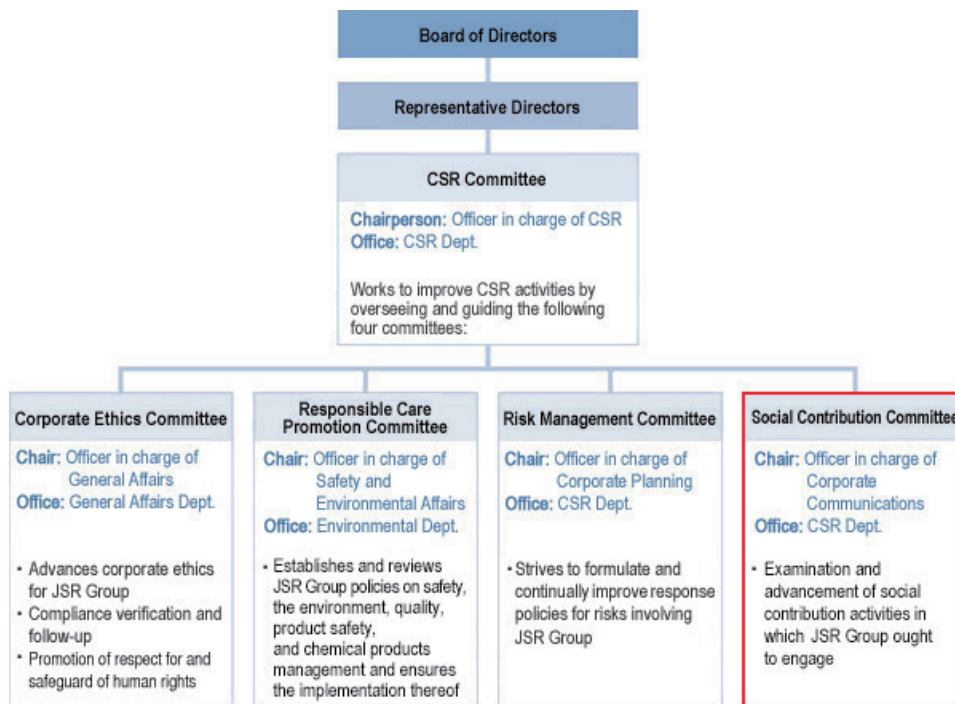 Board of Directors
Representative Directors
CSR Committee
Chairperson: Officer in charge of CSR
Office: CSR Dept.
Works to improve CSR activities by
overseeing and guiding the following
four committees:
Corporate Ethics Committee
Chair: Officer in charge of
General Affairs
Office: General Affairs Dept.
• Advances corporate ethics
for JSR Group
• Compliance verification and
follow-up
• Promotion of respect for and
safeguard of human rights
Responsible Care
Promotion Committee
Chair: Officer in charge of
Safety and
Environmental Affairs
Office: Environmental Dept.
• Establishes and reviews
JSR Group policies on safety,
the environment, quality,
product safety,
and chemical products
management and ensures
the implementation thereof
Risk Management Committee
Chair: Officer in charge of
Corporate Planning
Office: CSR Dept.
• Strives to formulate and
continually improve response
policies for risks involving
JSR Group
Social Contribution Committee
Chair: Officer in charge of
Corporate
Communications
Office: CSR Dept.
• Examination and
advancement of social
contribution activities in
which JSR Group ought
to engage